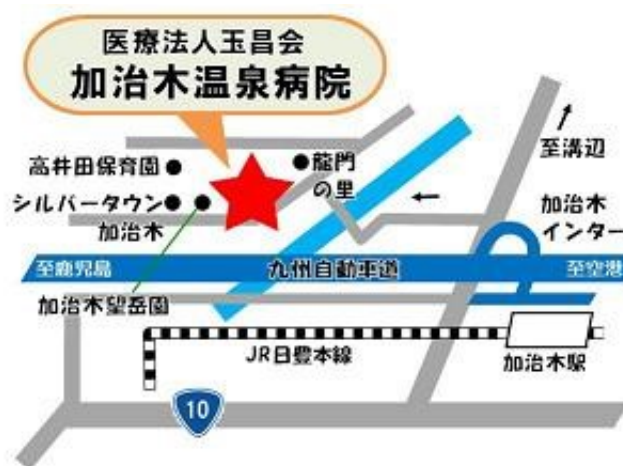 医療法人玉昌会
加治木温泉病院
高井田保育園
龍門
の里
至溝辺
シルバータウン
加治木
加治木
インター
至鹿児島
九州自動車道
至空港
加治木望岳園
JR日豊本線
加治木駅
10